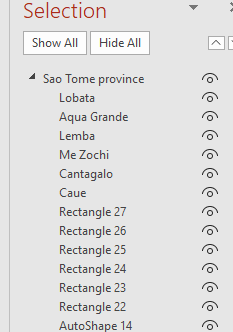 Selection
Show All Hide All
Sao Tome province
Lobata
Aqua Grande
Lemba
Me Zochi
Cantagalo
Caue
Rectangle 27
Rectangle 26
Rectangle 25
Rectangle 24
Rectangle 23
Rectangle 22
AutoShape 14